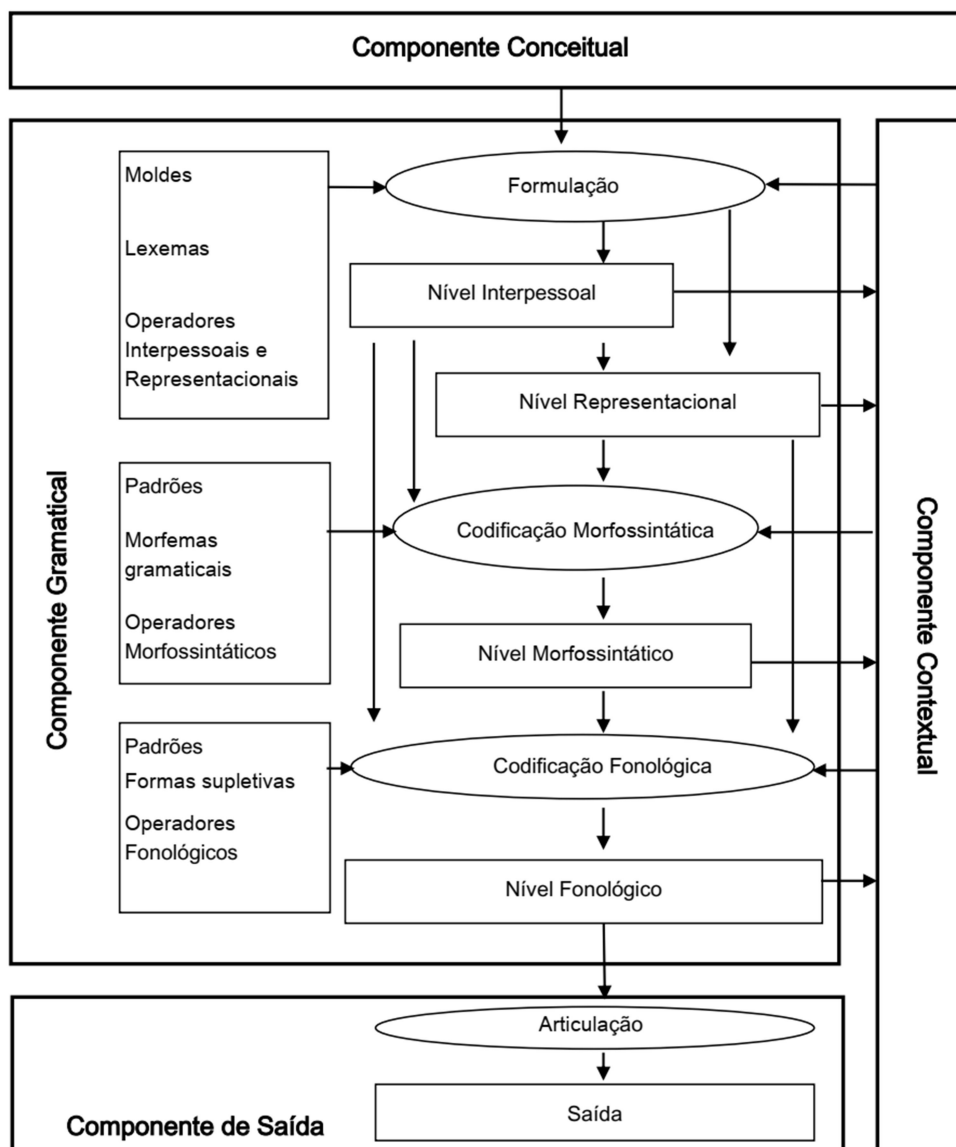 Componente Conceitual
Moldes
Lexemas
Operadores
Interpessoais e
Representacionais
Formulação
Nível Interpessoal
Nível Representacional
Componente Gramatical
Padrões
Morfemas
gramaticais
Operadores
Morfossintáticos
Codificação Morfossintática
Nível Morfossintático
Componente Contextual
Padrões
Formas supletivas
Operadores
Fonológicos
Codificação Fonológica
Nível Fonológico
Articulação
Saída
Componente de Saída